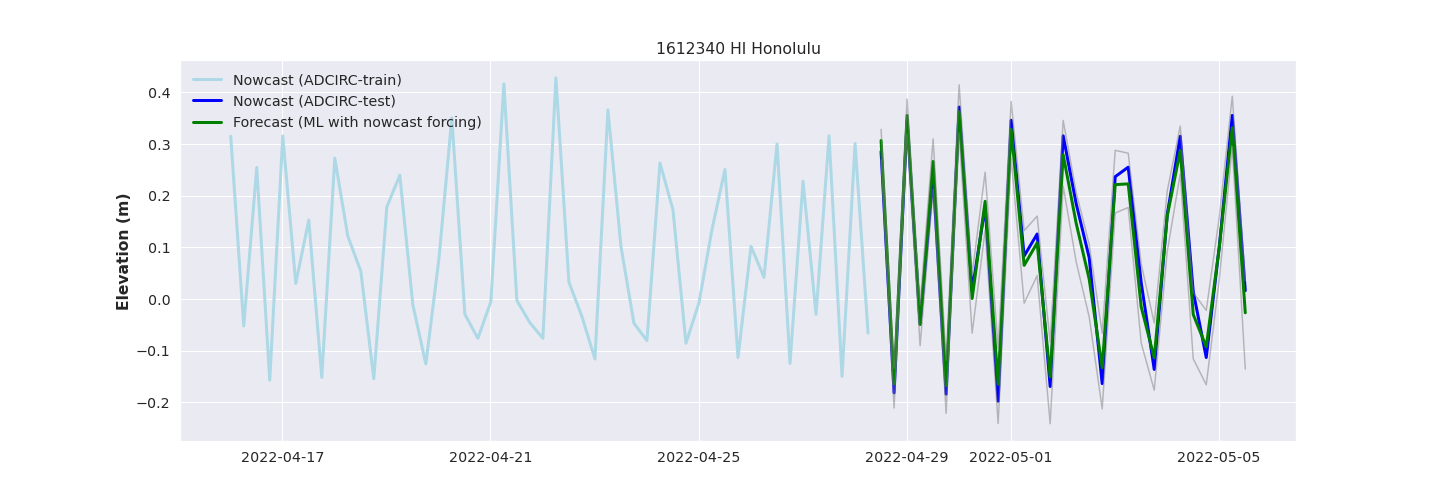 1612340 HI Honolulu
Nowcast (ADCIRC-train)
Nowcast (ADCIRC-test)
Forecast (ML with nowcast forcing)
Elevation (m)
0.4
0.3
0.2
0.1
0.0
−0.1
−0.2
2022-04-17 2022-04-21 2022-04-25 2022-04-29 2022-05-01 2022-05-05